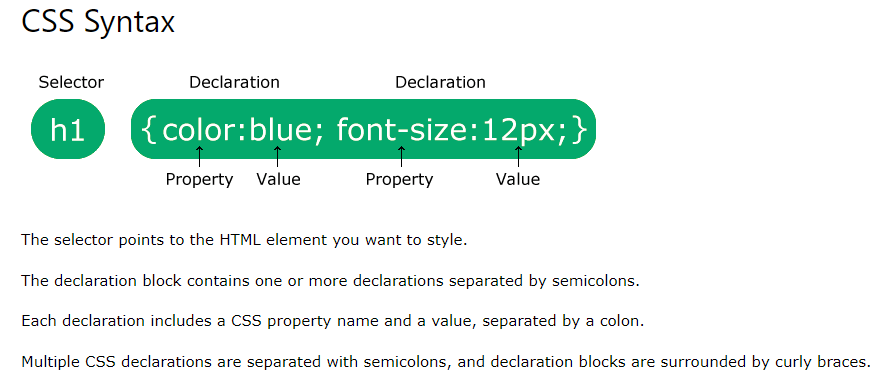 CSS Syntax
Selector Declaration Declaration
h1 {color:blue; font-size:12px;}
Property Value Property Value
The selector points to the HTML element you want to style.
The declaration block contains one or more declarations separated by semicolons.
Each declaration includes a CSS property name and a value, separated by a colon.
Multiple CSS declarations are separated with semicolons, and declaration blocks are surrounded by curly braces.